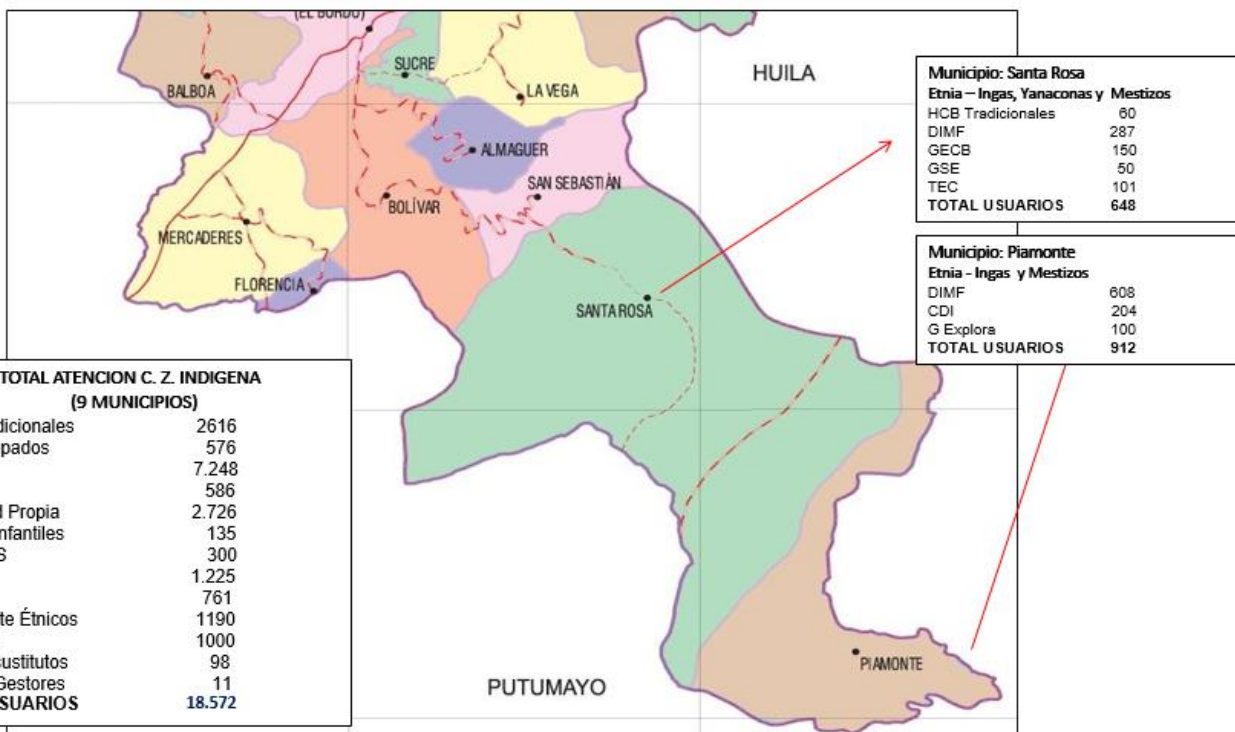 (EL BORDO)
SUCRE
HUILA
BALBOA
LA VEGA
ALMAGUER
SAN SEBASTIÁN
BOLÍVAR
MERCADERES
FLORENCIA
SANTA ROSA
PIAMONTE
PUTUMAYO
Municipio: Santa Rosa
Etnia – Ingas, Yanaconas y Mestizos
HCB Tradicionales 60
DIMF 287
GECB 150
GSE 50
TEC 101
TOTAL USUARIOS 648
Municipio: Piamonte
Etnia - Ingas y Mestizos
DIMF 608
CDI 204
G Explora 100
TOTAL USUARIOS 912
TOTAL ATENCION C. Z. INDIGENA
(9 MUNICIPIOS)
dicionales 2616
pados 576
7.248
586
d Propia 2.726
nfantiles 135
S 300
1.225
761
te Étnicos 1190
1000
sustitutos 98
Gestores 11
SUARIOS 18.572